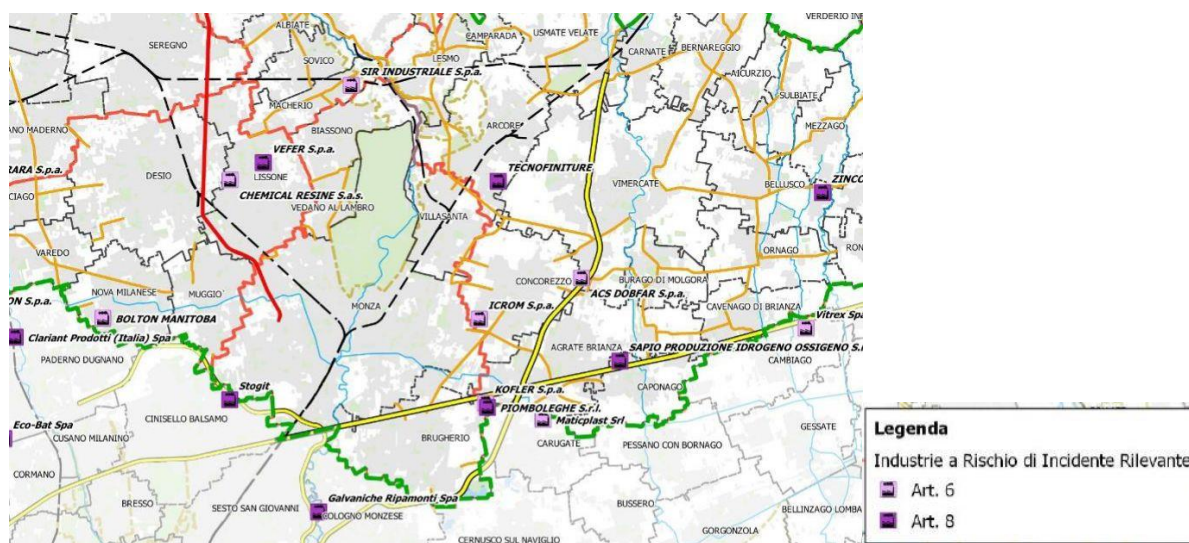 VERDERIO INF
ALBIATE
CAMPARADA
USMATE VELATE
SEREGNO
LESMO
CARNATE
BERNAREGGIO
SOVICO
AICURZIO
SIR INDUSTRIALE S.p.a.
SULBIATE
MACHERIO
BIASSONO
ARCORE
MEZZAGO
ANO MADERNO
VEFER S.p.a.
RARA S.p.a.
DESIO
LISSONE
TECNOFINITURE
VIMERCATE
BELLUSCO
ZINCO
CIAGO
CHEMICAL RESINE S.a.s.
VEDANO AL LAMBRO
VILLASANTA
VAREDO
ORNAGO
RON
CONCOREZZO
BURAGO DI MOLGORA
ACS DOBFAR S.p.a.
NOVA MILANESE
MUGGIO'
ON S.p.a.
MONZA
ICROM S.p.a.
CAVENAGO DI BRIANZA
Vitrex Spa
BOLTON MANITOBA
Clariant Prodotti (Italia) Spa
AGRATE BRIANZA
SAPIO PRODUZIONE IDROGENO OSSIGENO S.r
PADERNO DUGNANO
CAMBIAGO
Stogit
KOFLER S.p.a.
CAPONAGO
CINISELLO BALSAMO
PIOMBOLEGHE S.r.l.
Maticplast Srl
Eco-Bat Spa
CUSANO MILANINO
BRUGHERIO
CARUGATE
PESSANO CON BORNAGO
GESSATE
CORMANO
BRESSO
Galvaniche Ripamonti Spa
SESTO SAN GIOVANNI
COLOGNO MONZESE
BUSSERO
BELLINZAGO LOMBA
GORGONZOLA
CERNUSCO SUL NAVIGLIO
Legenda
Industrie a Rischio di Incidente Rilevante
Art. 6
Art. 8